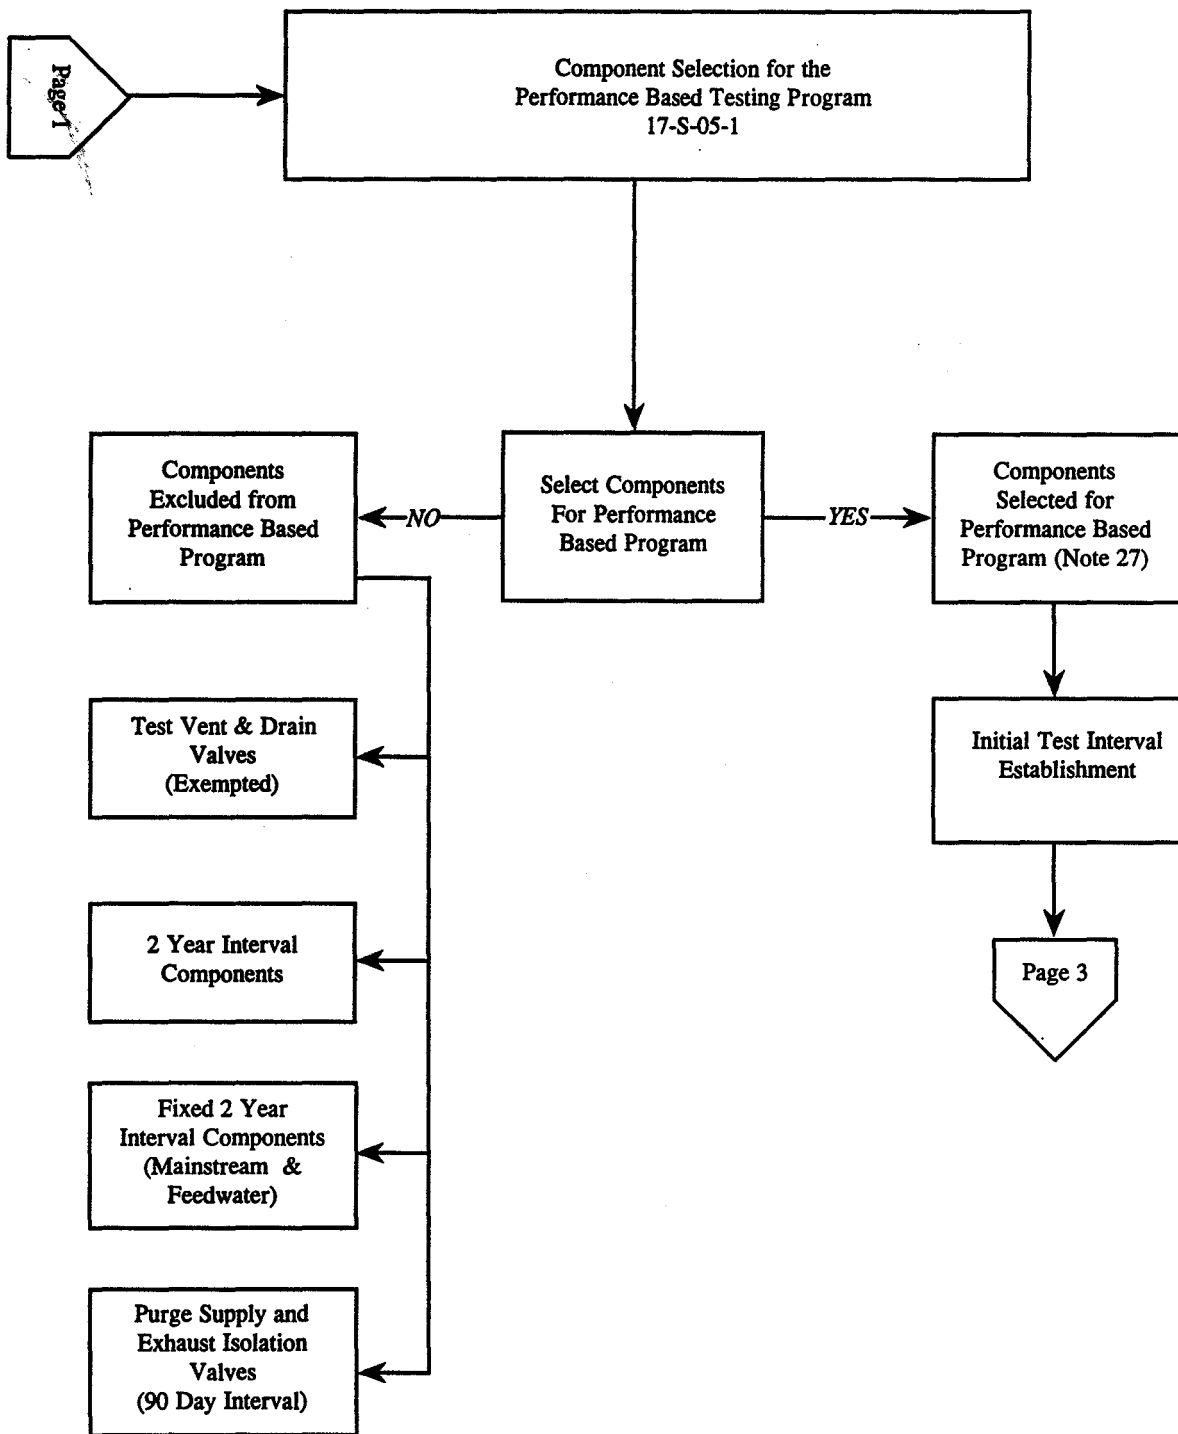 Page 1
Component Selection for the
Performance Based Testing Program
17-S-05-1
Components
Excluded from
Performance Based
Program
NO
Select Components
For Performance
Based Program
YES
Components
Selected for
Performance Based
Program (Note 27)
Test Vent & Drain
Valves
(Exempted)
Initial Test Interval
Establishment
2 Year Interval
Components
Page 3
Fixed 2 Year
Interval Components
(Mainstream &
Feedwater)
Purge Supply and
Exhaust Isolation
Valves
(90 Day Interval)